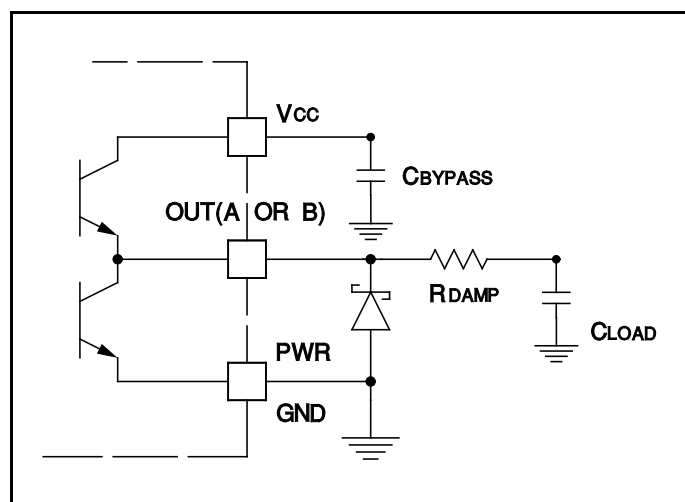 VCC
CBYPASS
OUT(A OR B)
RDAMP
CLOAD
PWR
GND